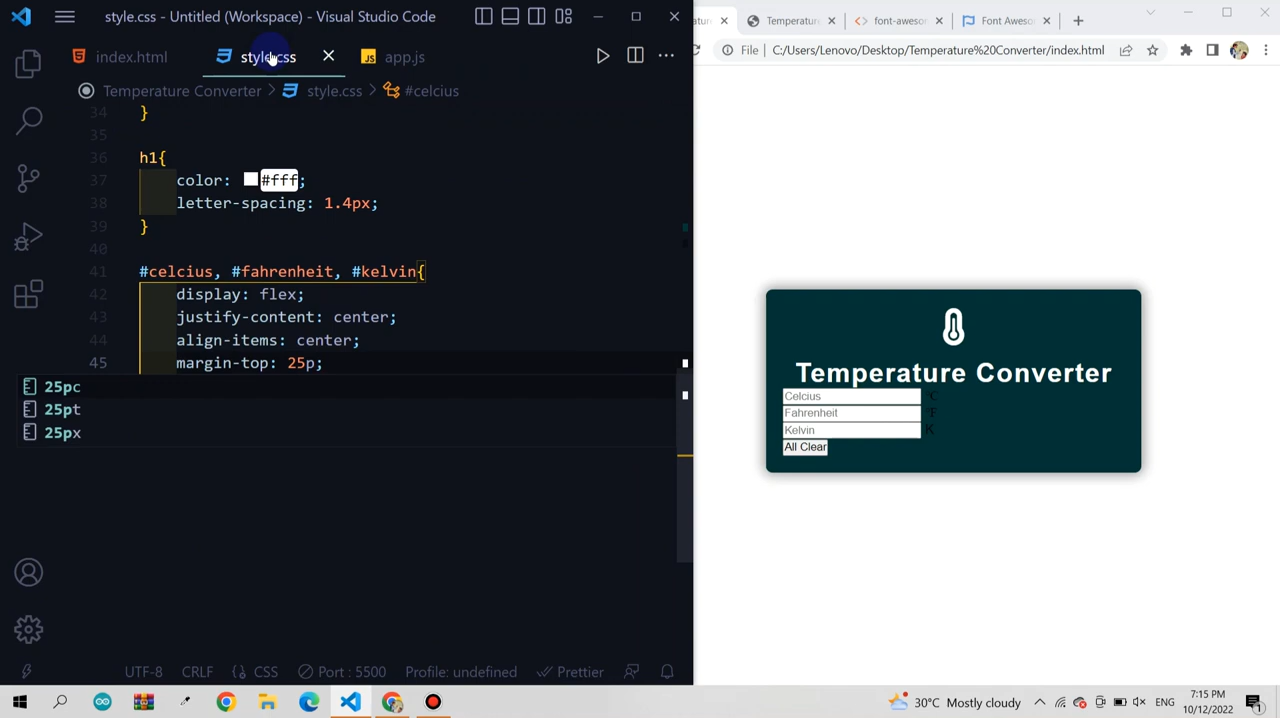 style.css - Untitled (Workspace) - Visual Studio Code
index.html
style.css
app.js
Temperature Converter > style.css > #celcius
34 }
35
36 h1{
37 color: #fff;
38 letter-spacing: 1.4px;
39 }
40
41 #celcius, #fahrenheit, #kelvin{
42 display: flex;
43 justify-content: center;
44 align-items: center;
45 margin-top: 25p;
25pc
25pt
25px
UTF-8 CRLF CSS Port : 5500 Profile: undefined Prettier
Temperatu
font-awesom
Font Aweso
File C:/Users/Lenovo/Desktop/Temperature%20Converter/index.html
Temperature Converter
Celcius °C
Fahrenheit °F
Kelvin K
All Clear
30°C Mostly cloudy ENG 7:15 PM
10/12/2022
1